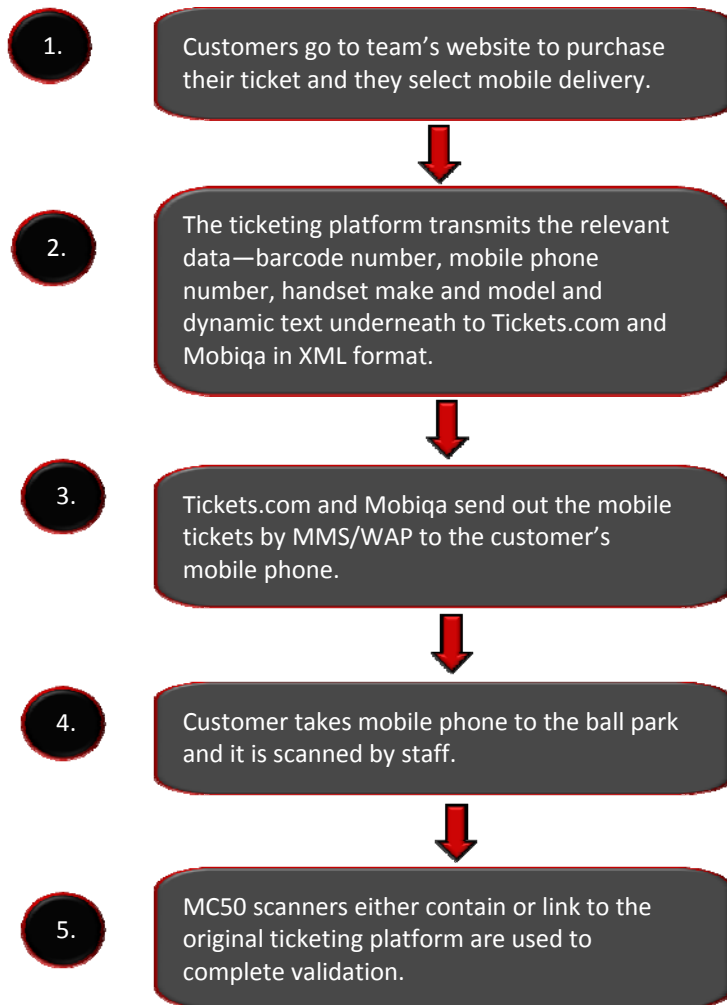 1.
Customers go to team’s website to purchase
their ticket and they select mobile delivery.
2.
The ticketing platform transmits the relevant
data—barcode number, mobile phone
number, handset make and model and
dynamic text underneath to Tickets.com and
Mobiqa in XML format.
3.
Tickets.com and Mobiqa send out the mobile
tickets by MMS/WAP to the customer’s
mobile phone.
4.
Customer takes mobile phone to the ball park
and it is scanned by staff.
5.
MC50 scanners either contain or link to the
original ticketing platform are used to
complete validation.